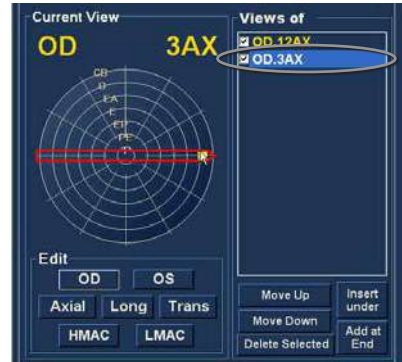 Current View
OD 3AX
CB
O
EA
E
EP
PE
P
Edit
OD OS
Axial Long Trans
HMAC LMAC
Views of
OD.12AX
OD.3AX
Move Up
Move Down
Delete Selected
Insert under
Add at End